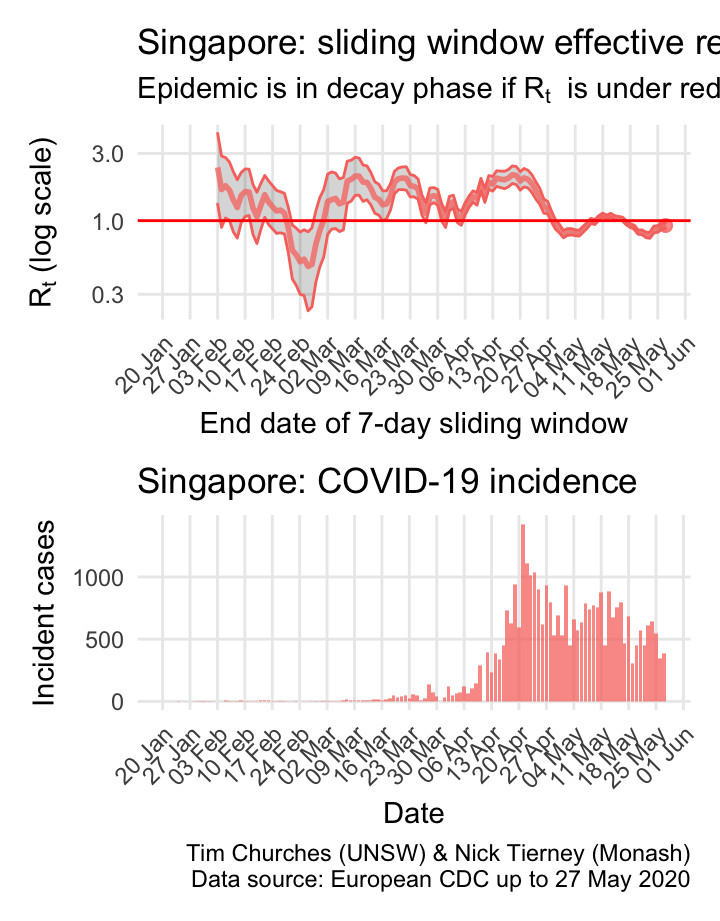 Singapore: sliding window effective re
Epidemic is in decay phase if Rt is under red
Rt (log scale)
3.0
1.0
0.3
20 Jan
27 Jan
03 Feb
10 Feb
17 Feb
24 Feb
02 Mar
09 Mar
16 Mar
23 Mar
30 Mar
06 Apr
13 Apr
20 Apr
27 Apr
04 May
11 May
18 May
25 May
01 Jun
End date of 7-day sliding window
Singapore: COVID-19 incidence
Incident cases
1000
500
0
20 Jan
27 Jan
03 Feb
10 Feb
17 Feb
24 Feb
02 Mar
09 Mar
16 Mar
23 Mar
30 Mar
06 Apr
13 Apr
20 Apr
27 Apr
04 May
11 May
18 May
25 May
01 Jun
Date
Tim Churches (UNSW) & Nick Tierney (Monash)
Data source: European CDC up to 27 May 2020